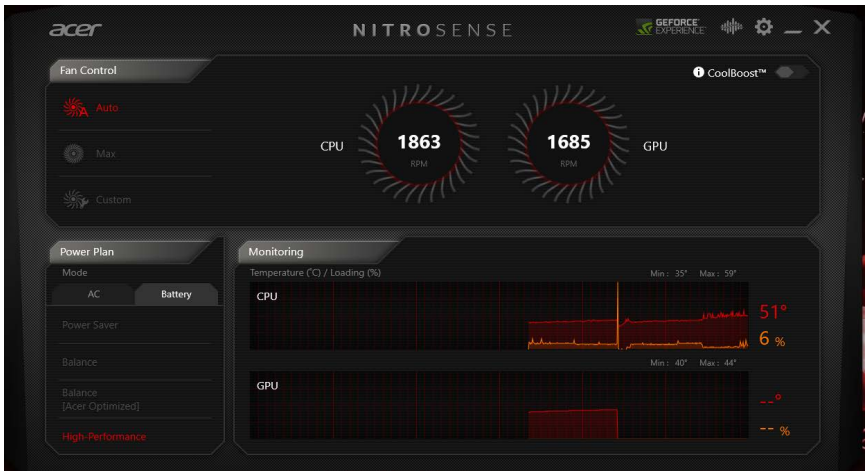 acer
NITROSENSE
GEFORCE
EXPERIENCE
Fan Control
CoolBoost™
Auto
Max
Custom
CPU
1863
RPM
1685
RPM
GPU
Power Plan
Mode
AC
Battery
Power Saver
Balance
Balance
[Acer Optimized]
High-Performance
Monitoring
Temperature (°C) / Loading (%)
Min : 35° Max : 59°
CPU
51°
6 %
Min : 40° Max : 44°
GPU
--°
-- %